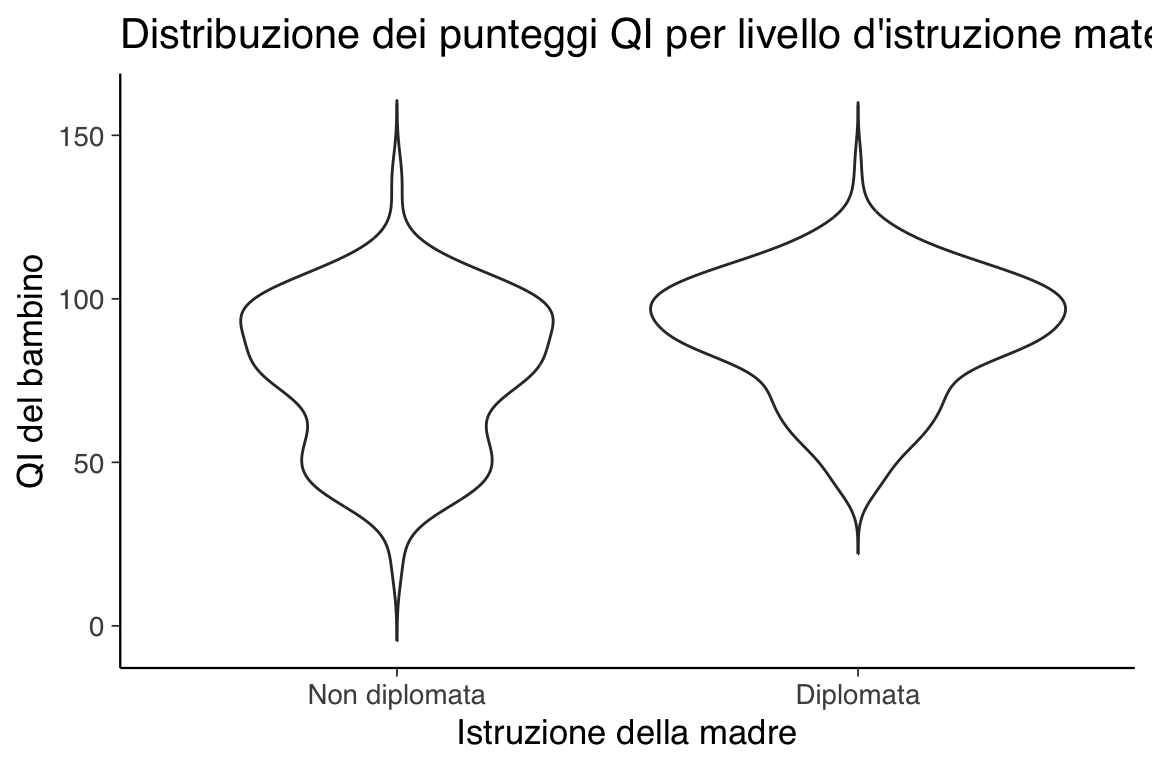 Distribuzione dei punteggi QI per livello d'istruzione mate
150
100
50
0
QI del bambino
Non diplomata
Diplomata
Istruzione della madre